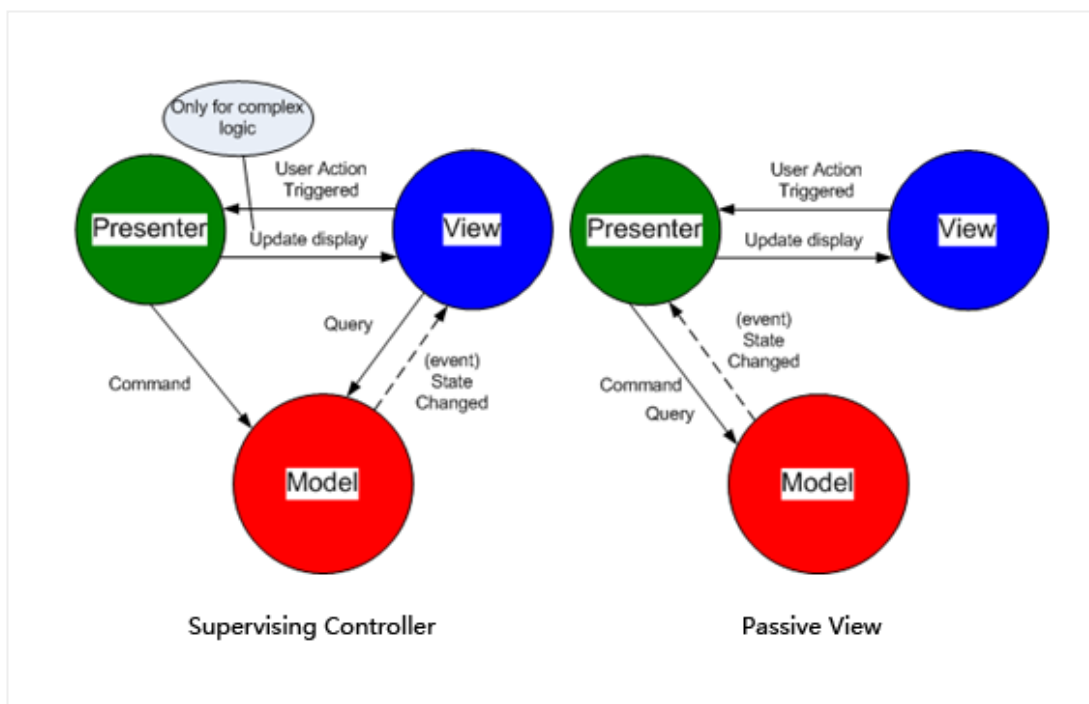 Only for complex
logic
User Action
Triggered
Presenter
View
Update display
Query
(event)
State
Changed
Command
Model
Supervising Controller
User Action
Triggered
Presenter
View
Update display
(event)
State
Changed
Command
Query
Model
Passive View